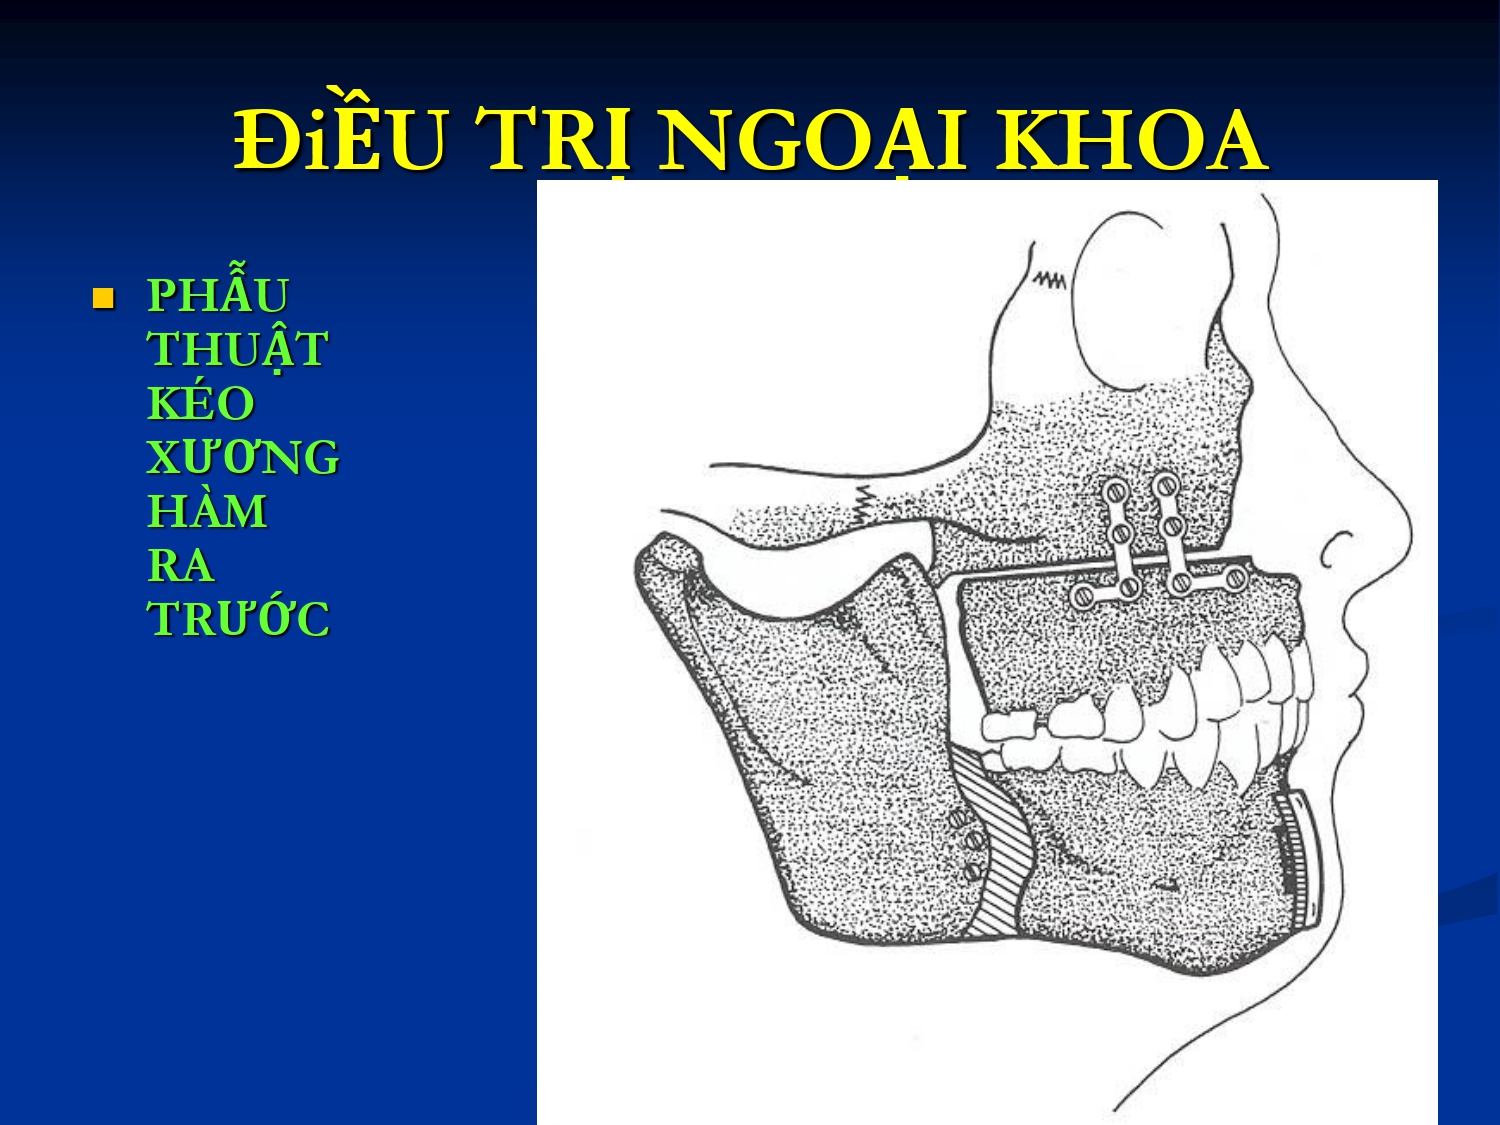 ĐiỀU TRỊ NGOẠI KHOA
PHẪU
THUẬT
KÉO
XƯƠNG
HÀM
RA
TRƯỚC